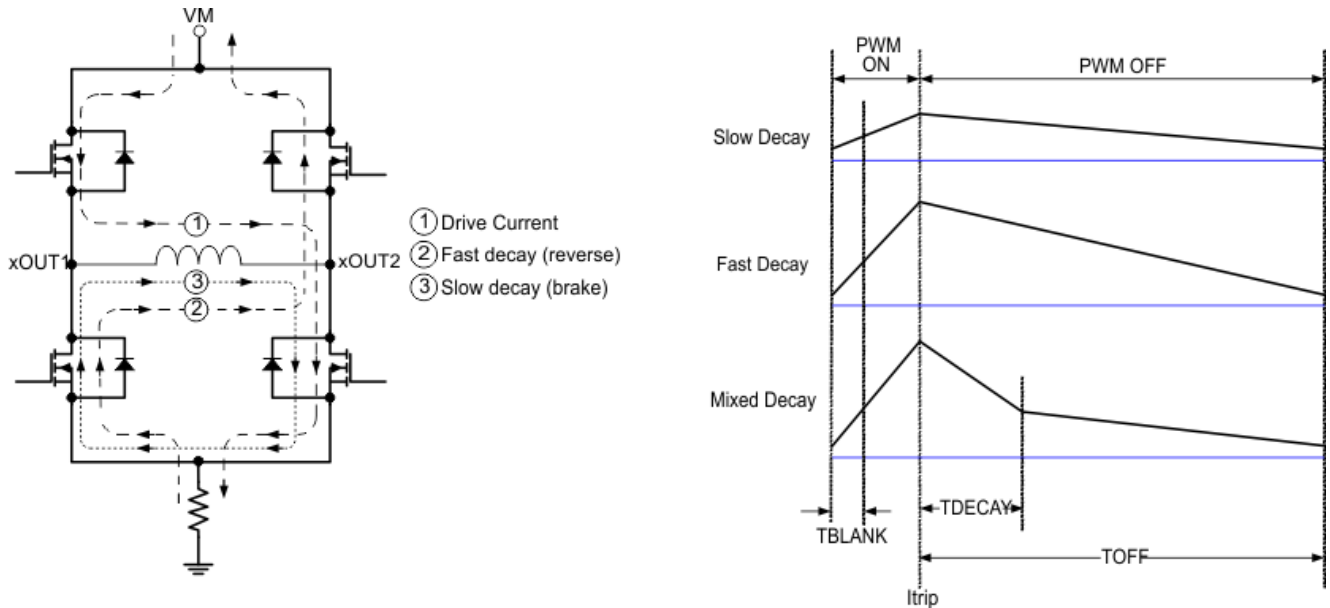 VM
xOUT1
xOUT2
1
3
2
1 Drive Current
2 Fast decay (reverse)
3 Slow decay (brake)
PWM
ON
PWM OFF
Slow Decay
Fast Decay
Mixed Decay
TBLANK
TDECAY
TOFF
Itrip